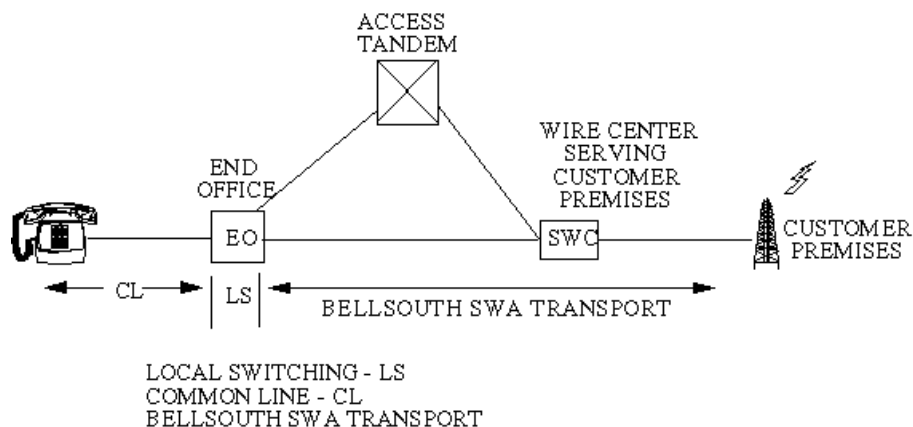 ACCESS
TANDEM
WIRE CENTER
SERVING
CUSTOMER
PREMISES
END
OFFICE
EO
SWC
CUSTOMER
PREMISES
CL
LS
BELLSOUTH SWA TRANSPORT
LOCAL SWITCHING - LS
COMMON LINE - CL
BELLSOUTH SWA TRANSPORT